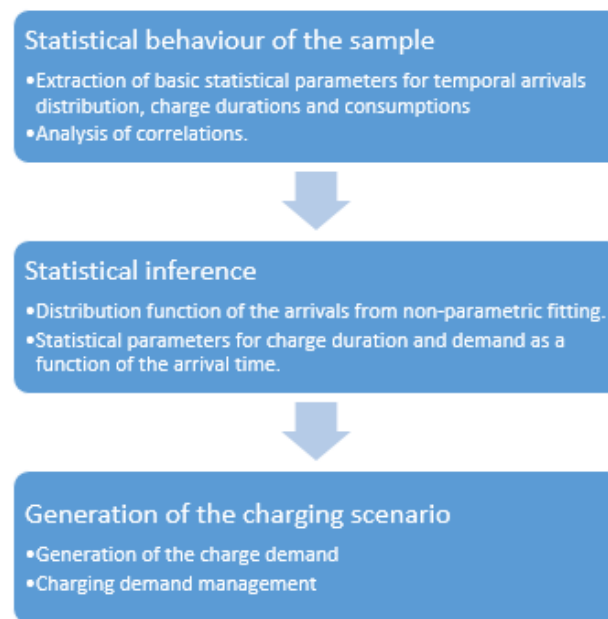 Statistical behaviour of the sample
•Extraction of basic statistical parameters for temporal arrivals
distribution, charge durations and consumptions
•Analysis of correlations.
Statistical inference
•Distribution function of the arrivals from non-parametric fitting.
•Statistical parameters for charge duration and demand as a
function of the arrival time.
Generation of the charging scenario
•Generation of the charge demand
•Charging demand management